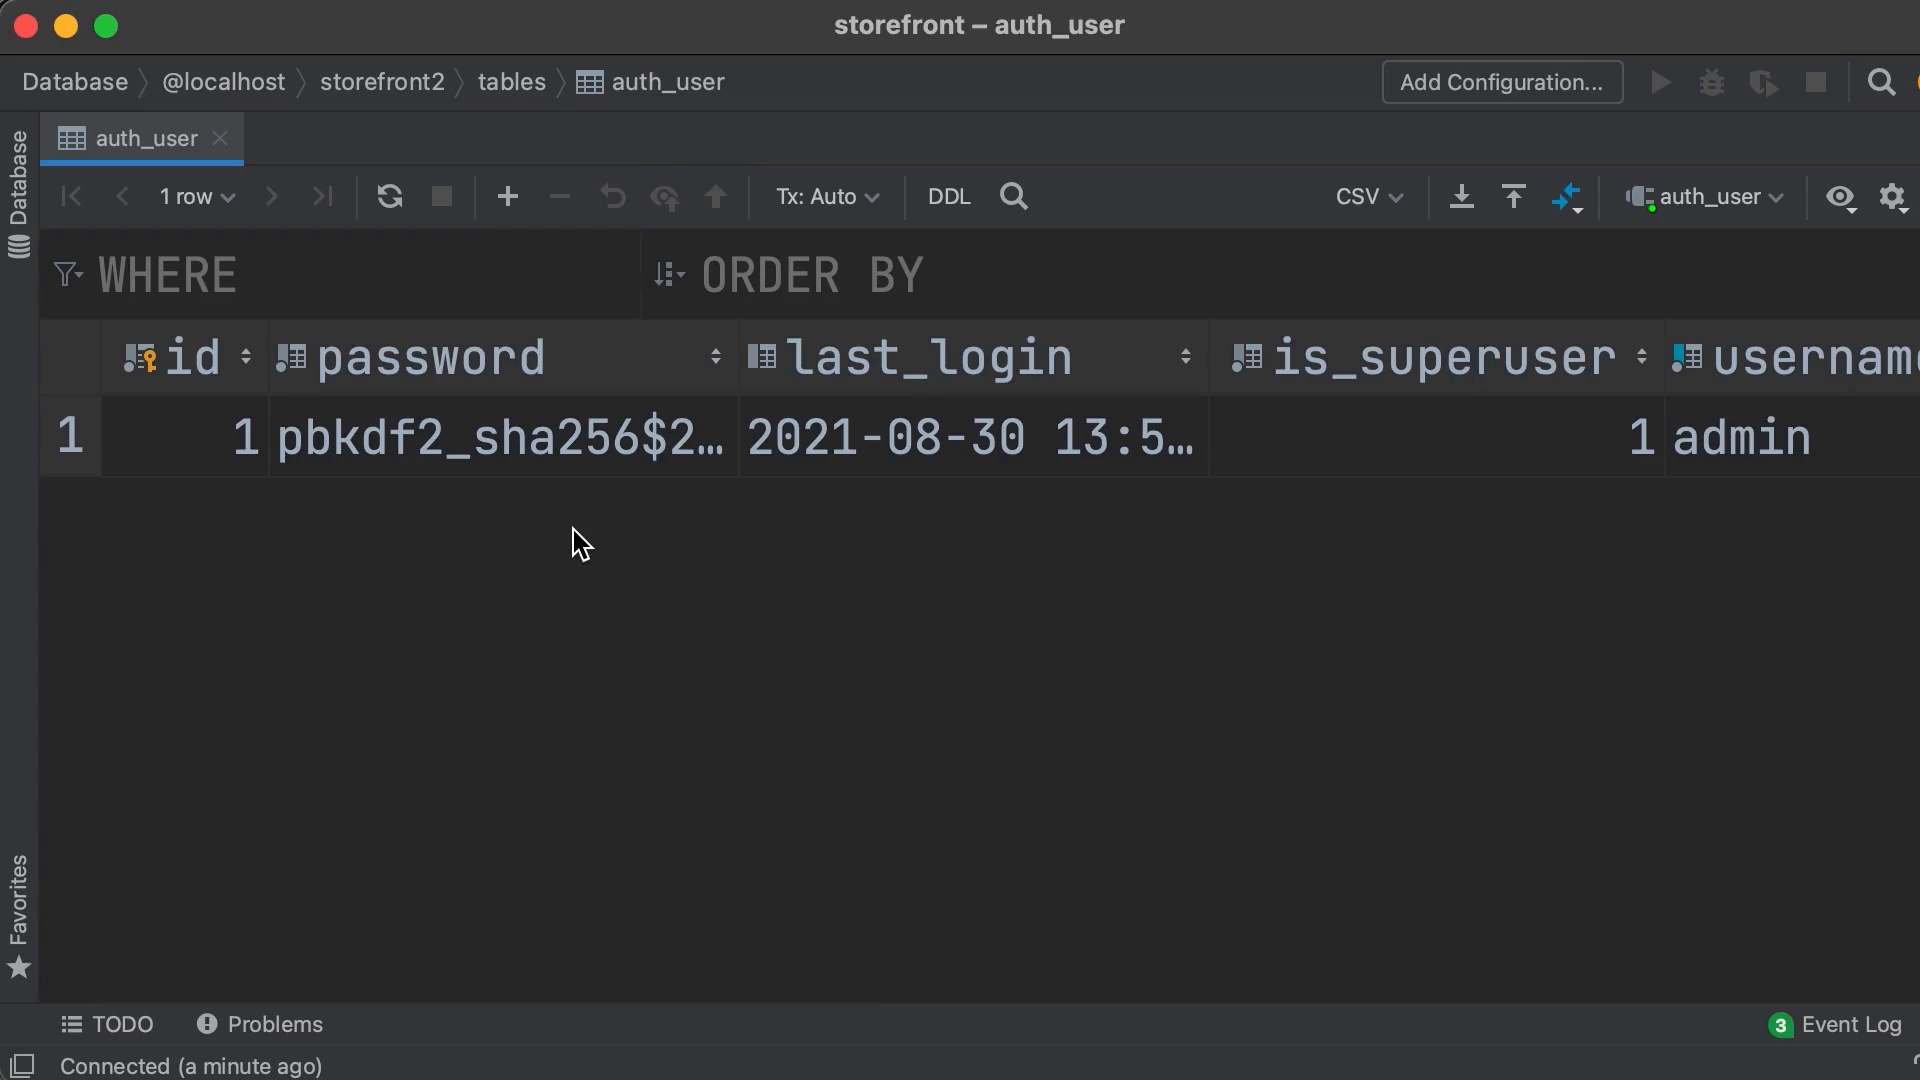 storefront – auth_user
Database @localhost storefront2 tables auth_user Add Configuration...
auth_user
Database
1 row Tx: Auto DDL CSV auth_user
WHERE ORDER BY
id password last_login is_superuser usernam
1 1 pbkdf2_sha256$2… 2021-08-30 13:5… 1 admin
Favorites
TODO Problems 3 Event Log
Connected (a minute ago)